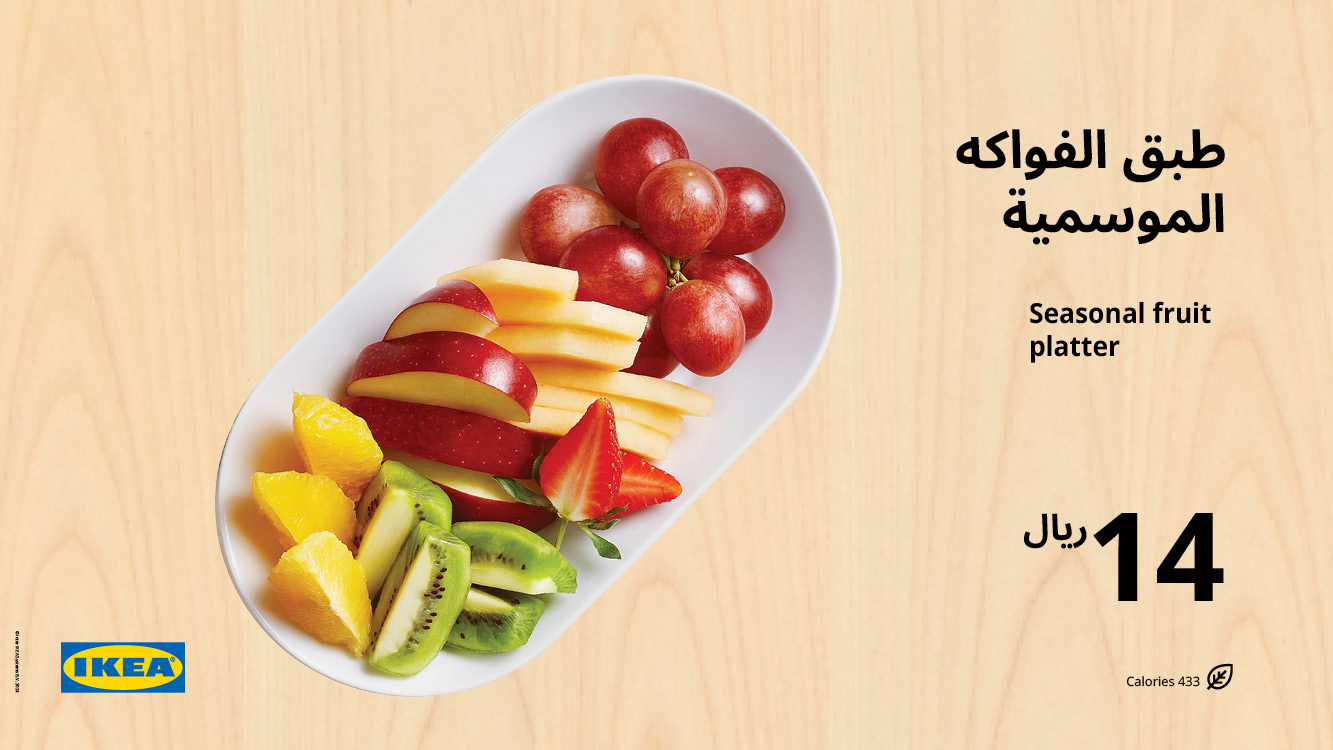 طبق الفواكه
الموسمية
Seasonal fruit
platter
14 ريال
Calories 433
IKEA